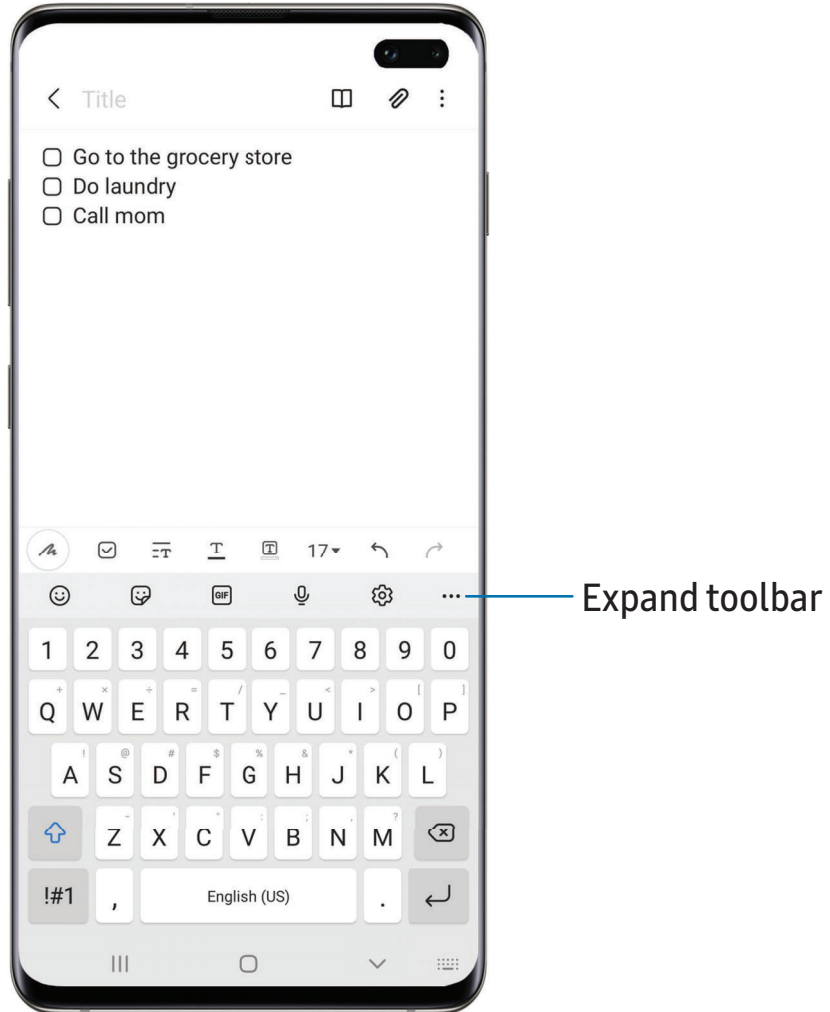 Title
Go to the grocery store
Do laundry
Call mom
T T T 17
GIF
Expand toolbar
1 2 3 4 5 6 7 8 9 0
+ × ÷ = / _ < > [ ]
Q W E R T Y U I O P
! @ # $ % & * ( )
A S D F G H J K L
- ' " : ; , ?
Z X C V B N M
!#1 , English (US) .